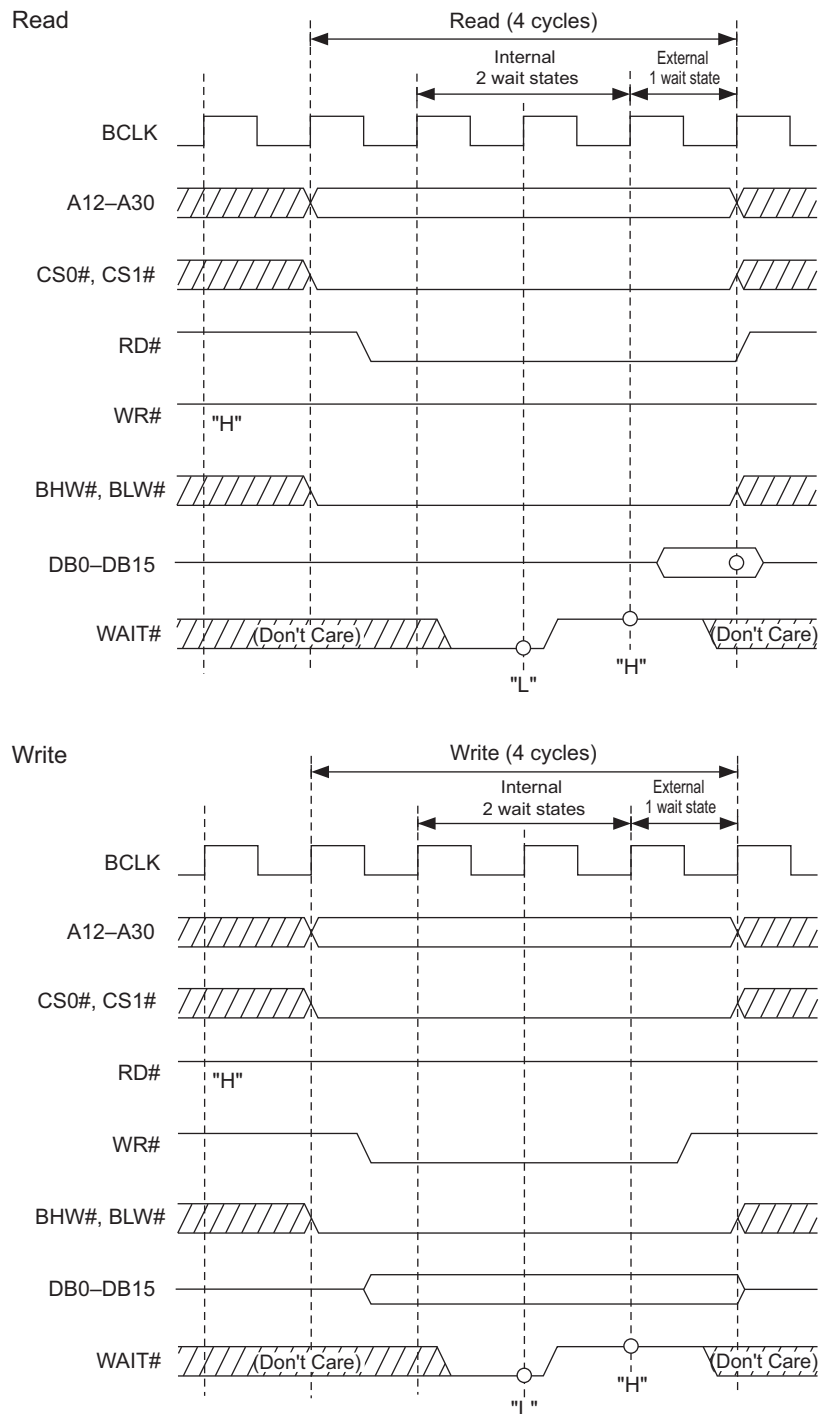 Read
Read (4 cycles)
Internal
2 wait states
External
1 wait state
BCLK
A12–A30
CS0#, CS1#
RD#
WR#
"H"
BHW#, BLW#
DB0–DB15
WAIT#
(Don't Care)
(Don't Care)
"L"
"H"
Write
Write (4 cycles)
Internal
2 wait states
External
1 wait state
BCLK
A12–A30
CS0#, CS1#
RD#
"H"
WR#
BHW#, BLW#
DB0–DB15
WAIT#
(Don't Care)
(Don't Care)
"L"
"H"